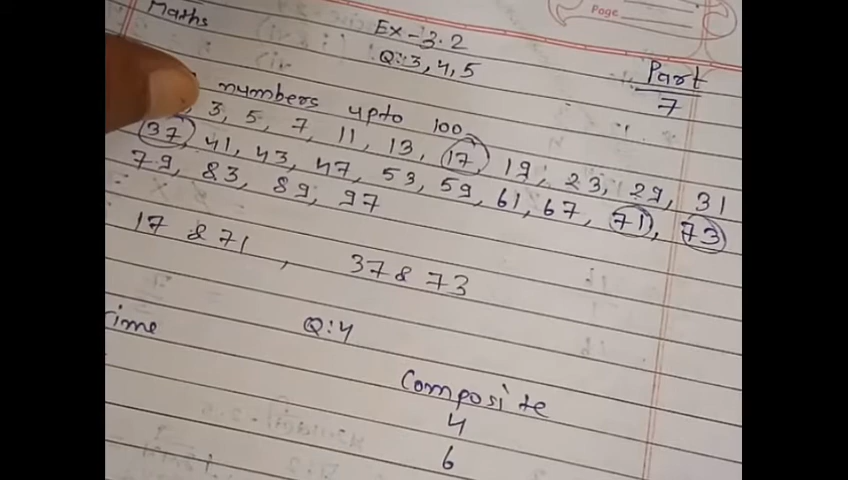 Page
Maths
Ex-3.2
Q:3,4,5
Part
7
numbers upto 100
, 3, 5, 7, 11, 13, 17, 19, 23, 29, 31
37, 41, 43, 47, 53, 59, 61, 67, 71, 73
79, 83, 89, 97
17 & 71 , 37 & 73
Q:4
rime
Composite
4
6